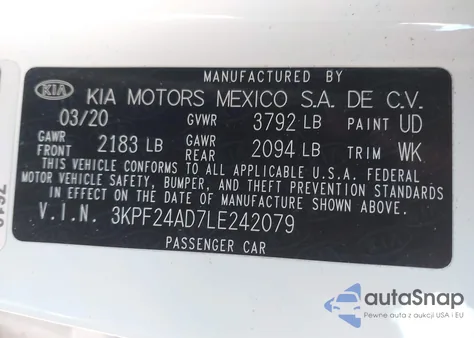 MANUFACTURED BY
KIA KIA MOTORS MEXICO S.A. DE C.V.
03/20 GVWR 3792 LB PAINT UD
GAWR FRONT 2183 LB GAWR REAR 2094 LB TRIM WK
THIS VEHICLE CONFORMS TO ALL APPLICABLE U.S.A. FEDERAL
MOTOR VEHICLE SAFETY, BUMPER, AND THEFT PREVENTION STANDARDS
IN EFFECT ON THE DATE OF MANUFACTURE SHOWN ABOVE.
V.I.N. 3KPF24AD7LE242079
PASSENGER CAR
autoSnap
Pewne auta z aukcji USA i EU